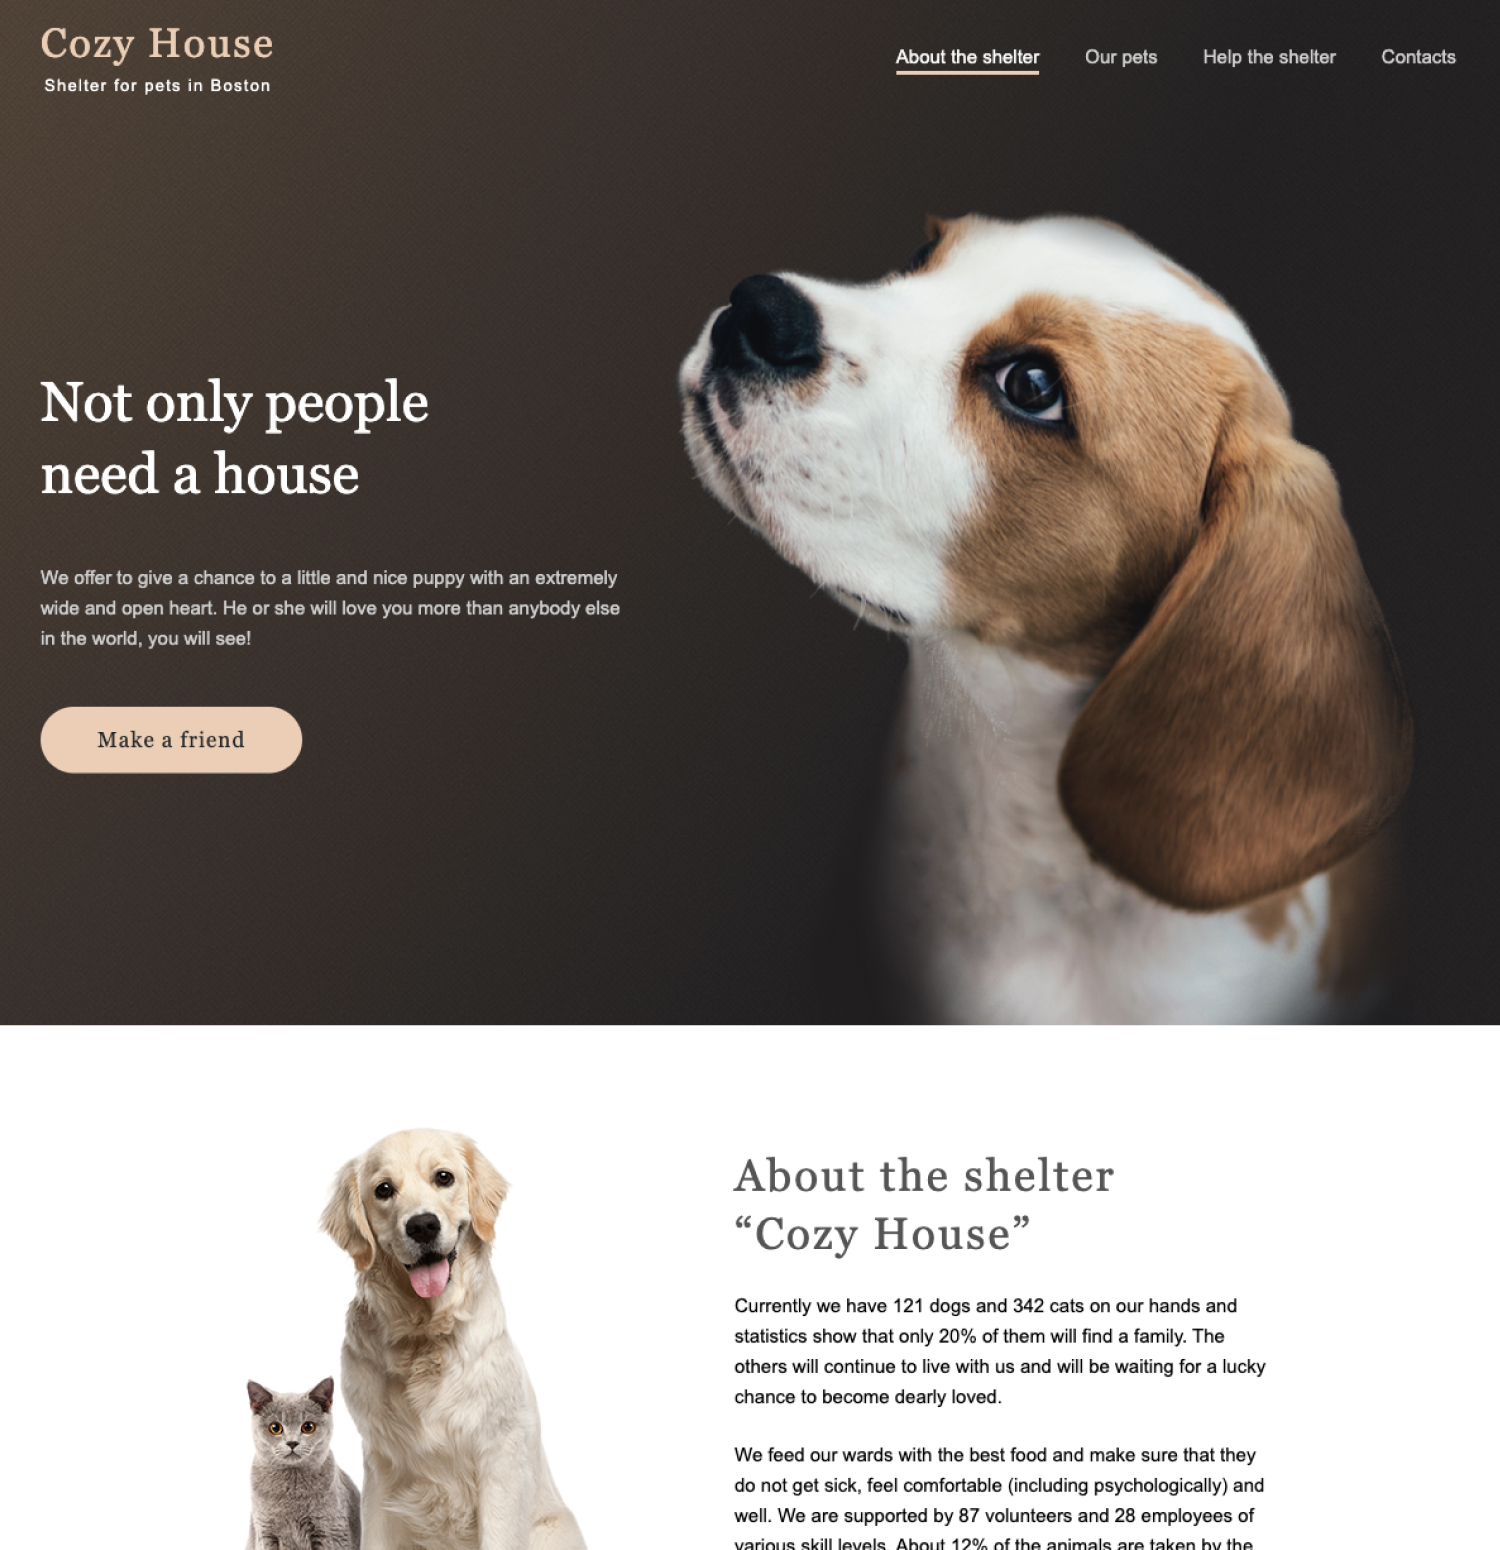 Cozy House
Shelter for pets in Boston
About the shelter
Our pets
Help the shelter
Contacts
Not only people
need a house
We offer to give a chance to a little and nice puppy with an extremely
wide and open heart. He or she will love you more than anybody else
in the world, you will see!
Make a friend
About the shelter
“Cozy House”
Currently we have 121 dogs and 342 cats on our hands and
statistics show that only 20% of them will find a family. The
others will continue to live with us and will be waiting for a lucky
chance to become dearly loved.
We feed our wards with the best food and make sure that they
do not get sick, feel comfortable (including psychologically) and
well. We are supported by 87 volunteers and 28 employees of
various skill levels. About 12% of the animals are taken by the